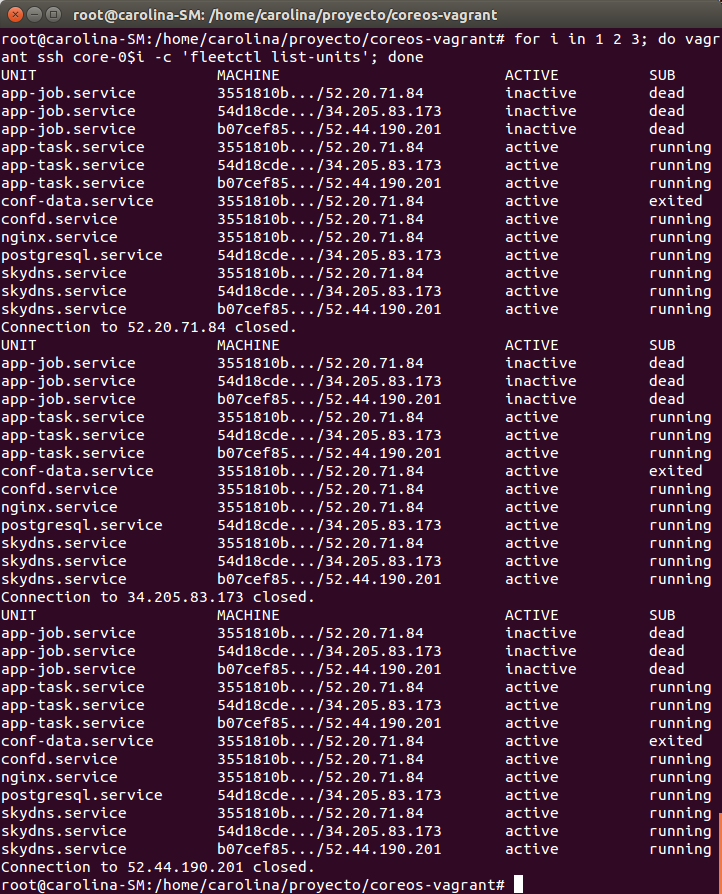 root@carolina-SM: /home/carolina/proyecto/coreos-vagrant
root@carolina-SM:/home/carolina/proyecto/coreos-vagrant# for i in 1 2 3; do vagr
ant ssh core-0$i -c 'fleetctl list-units'; done
UNIT MACHINE ACTIVE SUB
app-job.service 3551810b.../52.20.71.84 inactive dead
app-job.service 54d18cde.../34.205.83.173 inactive dead
app-job.service b07cef85.../52.44.190.201 inactive dead
app-task.service 3551810b.../52.20.71.84 active running
app-task.service 54d18cde.../34.205.83.173 active running
app-task.service b07cef85.../52.44.190.201 active running
conf-data.service 3551810b.../52.20.71.84 active exited
confd.service 3551810b.../52.20.71.84 active running
nginx.service 3551810b.../52.20.71.84 active running
postgresql.service 54d18cde.../34.205.83.173 active running
skydns.service 3551810b.../52.20.71.84 active running
skydns.service 54d18cde.../34.205.83.173 active running
skydns.service b07cef85.../52.44.190.201 active running
Connection to 52.20.71.84 closed.
UNIT MACHINE ACTIVE SUB
app-job.service 3551810b.../52.20.71.84 inactive dead
app-job.service 54d18cde.../34.205.83.173 inactive dead
app-job.service b07cef85.../52.44.190.201 inactive dead
app-task.service 3551810b.../52.20.71.84 active running
app-task.service 54d18cde.../34.205.83.173 active running
app-task.service b07cef85.../52.44.190.201 active running
conf-data.service 3551810b.../52.20.71.84 active exited
confd.service 3551810b.../52.20.71.84 active running
nginx.service 3551810b.../52.20.71.84 active running
postgresql.service 54d18cde.../34.205.83.173 active running
skydns.service 3551810b.../52.20.71.84 active running
skydns.service 54d18cde.../34.205.83.173 active running
skydns.service b07cef85.../52.44.190.201 active running
Connection to 34.205.83.173 closed.
UNIT MACHINE ACTIVE SUB
app-job.service 3551810b.../52.20.71.84 inactive dead
app-job.service 54d18cde.../34.205.83.173 inactive dead
app-job.service b07cef85.../52.44.190.201 inactive dead
app-task.service 3551810b.../52.20.71.84 active running
app-task.service 54d18cde.../34.205.83.173 active running
app-task.service b07cef85.../52.44.190.201 active running
conf-data.service 3551810b.../52.20.71.84 active exited
confd.service 3551810b.../52.20.71.84 active running
nginx.service 3551810b.../52.20.71.84 active running
postgresql.service 54d18cde.../34.205.83.173 active running
skydns.service 3551810b.../52.20.71.84 active running
skydns.service 54d18cde.../34.205.83.173 active running
skydns.service b07cef85.../52.44.190.201 active running
Connection to 52.44.190.201 closed.
root@carolina-SM:/home/carolina/proyecto/coreos-vagrant#